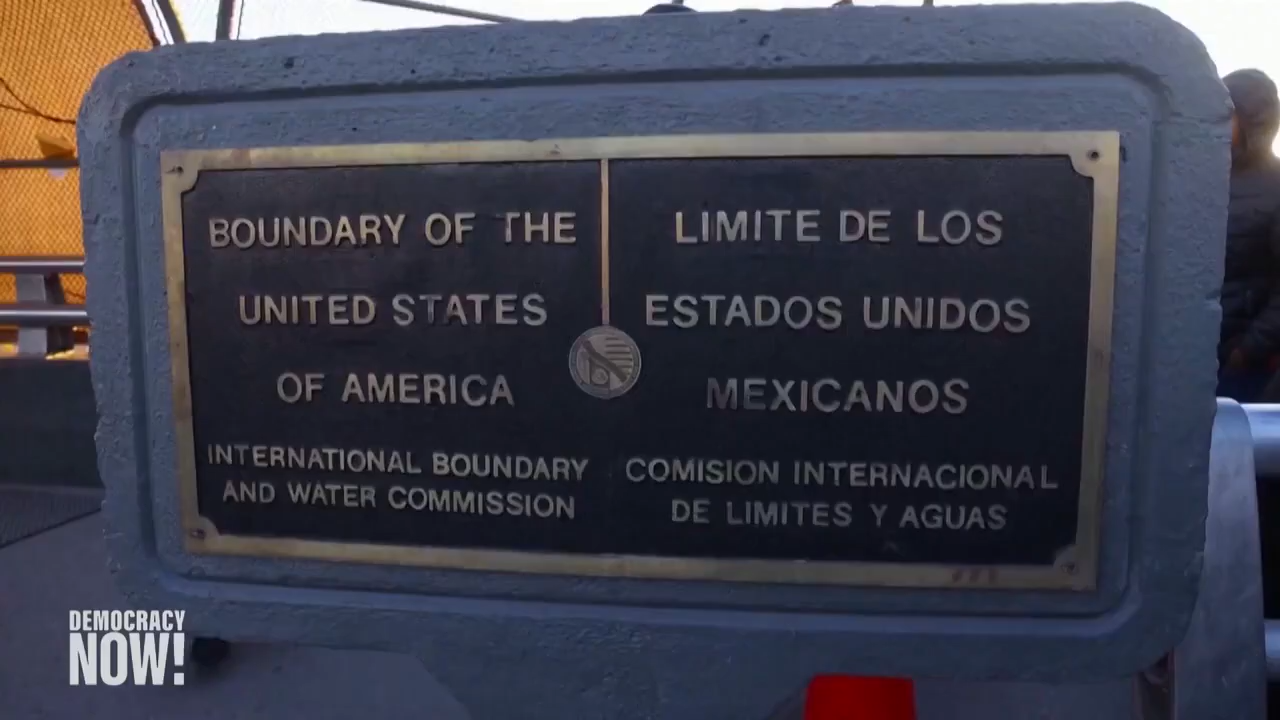 BOUNDARY OF THE
UNITED STATES
OF AMERICA
INTERNATIONAL BOUNDARY
AND WATER COMMISSION
LIMITE DE LOS
ESTADOS UNIDOS
MEXICANOS
COMISION INTERNACIONAL
DE LIMITES Y AGUAS
DEMOCRACY
NOW!